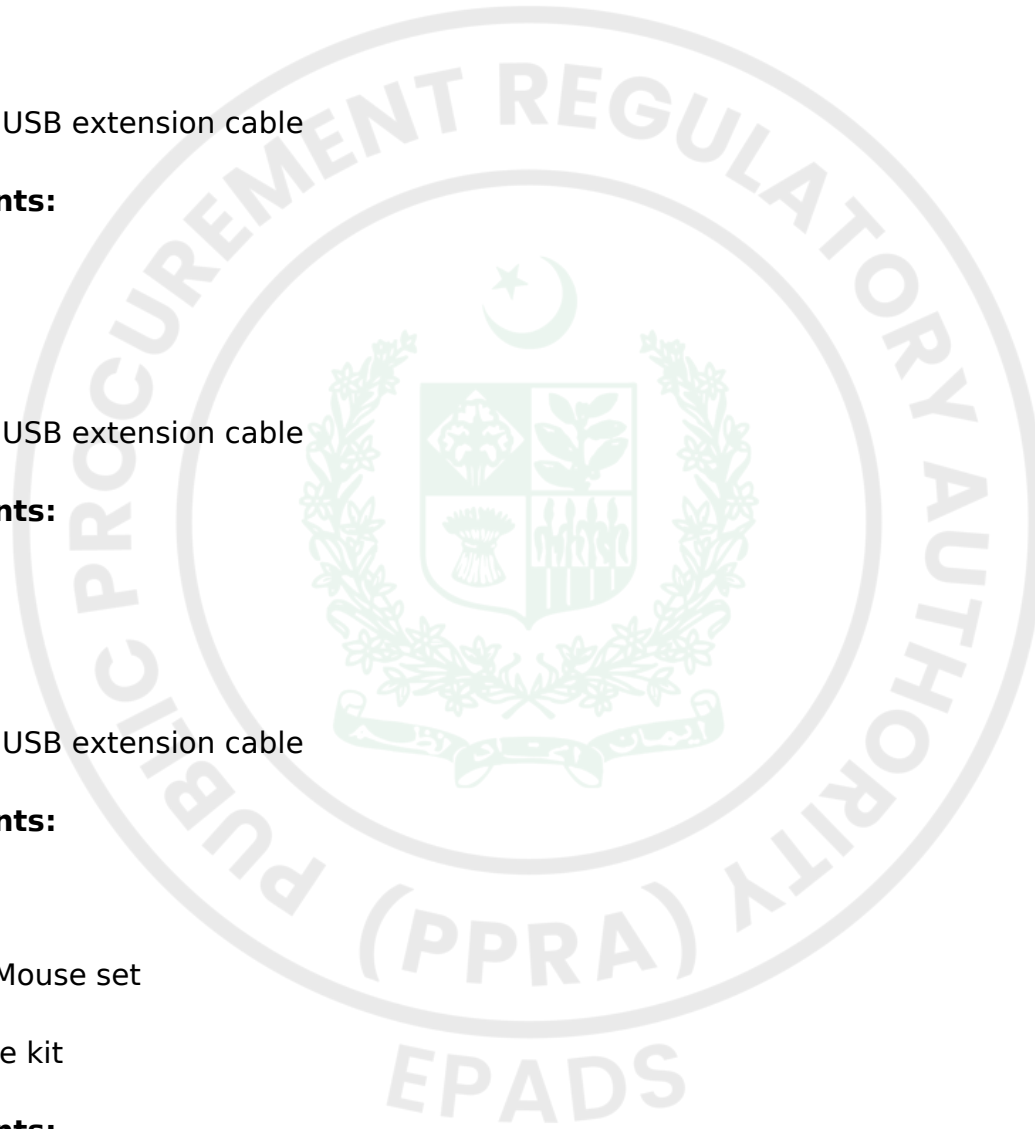 USB extension cable
nts:
USB extension cable
nts:
USB extension cable
nts:
Mouse set
e kit
nts:
PUBLIC PROCUREMENT REGULATORY AUTHORITY
(PPRA)
EPADS